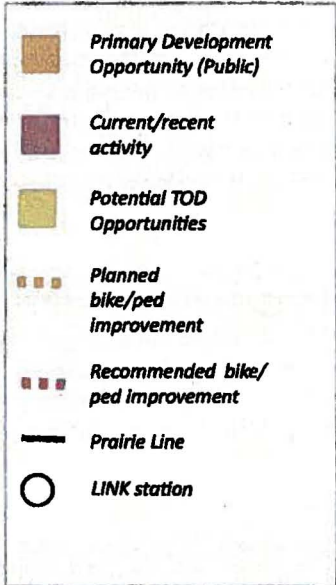 Primary Development
Opportunity (Public)
Current/recent
activity
Potential TOD
Opportunities
Planned
bike/ped
improvement
Recommended bike/
ped improvement
Prairie Line
LINK station